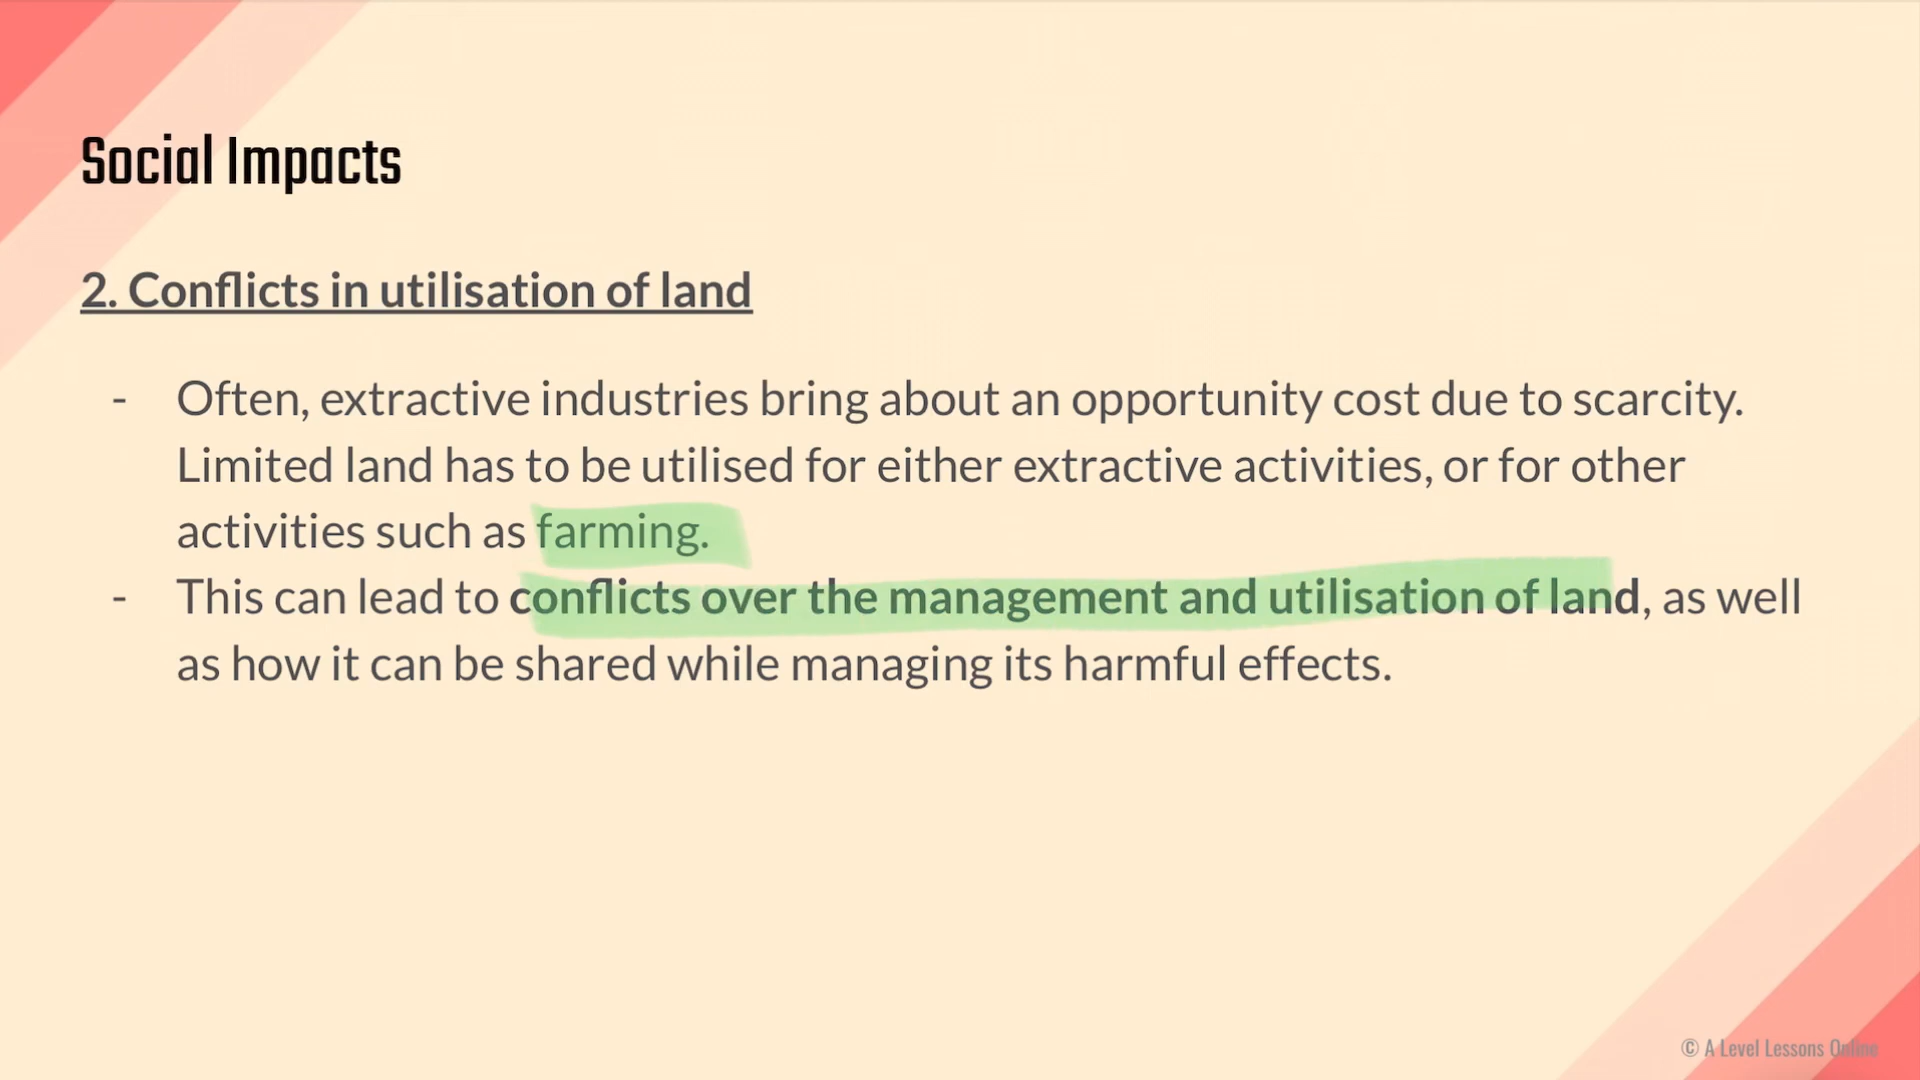 Social Impacts
2. Conflicts in utilisation of land
- Often, extractive industries bring about an opportunity cost due to scarcity.
Limited land has to be utilised for either extractive activities, or for other
activities such as farming.
- This can lead to conflicts over the management and utilisation of land, as well
as how it can be shared while managing its harmful effects.
© A Level Lessons Online